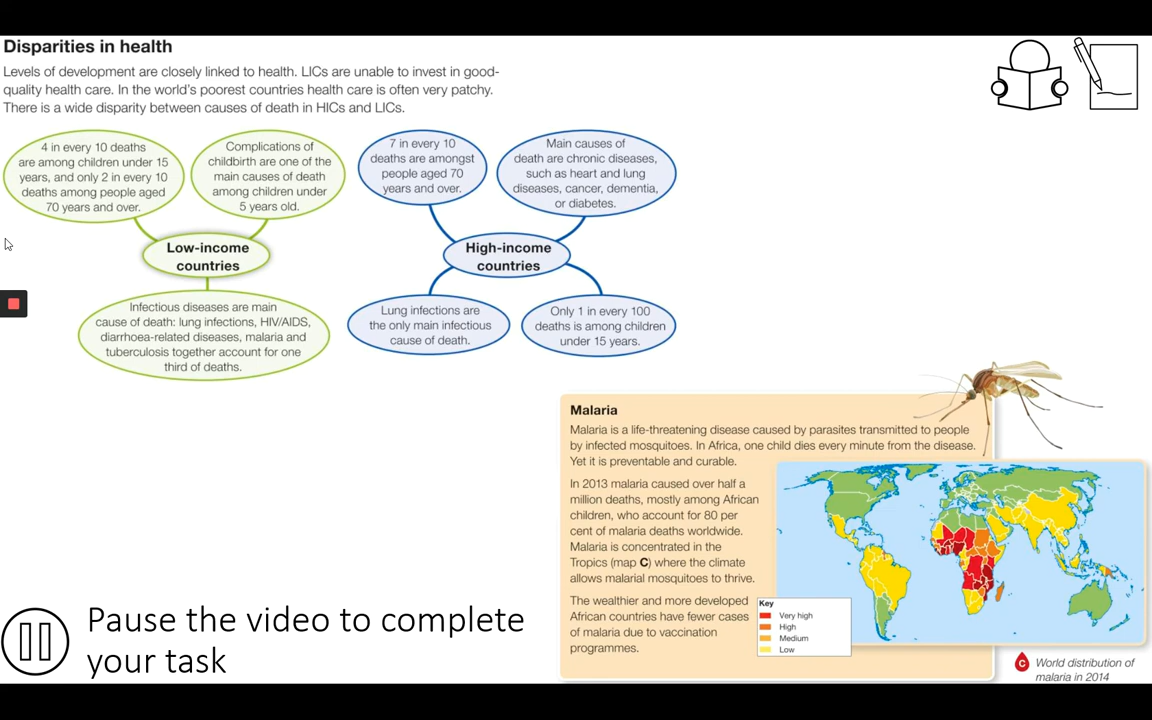 Disparities in health
Levels of development are closely linked to health. LICs are unable to invest in good-
quality health care. In the world's poorest countries health care is often very patchy.
There is a wide disparity between causes of death in HICs and LICs.
4 in every 10 deaths
are among children under 15
years, and only 2 in every 10
deaths among people aged
70 years and over.
Complications of
childbirth are one of the
main causes of death
among children under
5 years old.
Low-income
countries
Infectious diseases are main
cause of death: lung infections, HIV/AIDS,
diarrhoea-related diseases, malaria and
tuberculosis together account for one
third of deaths.
7 in every 10
deaths are amongst
people aged 70
years and over.
Main causes of
death are chronic diseases,
such as heart and lung
diseases, cancer, dementia,
or diabetes.
High-income
countries
Lung infections are
the only main infectious
cause of death.
Only 1 in every 100
deaths is among children
under 15 years.
Malaria
Malaria is a life-threatening disease caused by parasites transmitted to people
by infected mosquitoes. In Africa, one child dies every minute from the disease.
Yet it is preventable and curable.
In 2013 malaria caused over half a
million deaths, mostly among African
children, who account for 80 per
cent of malaria deaths worldwide.
Malaria is concentrated in the
Tropics (map C) where the climate
allows malarial mosquitoes to thrive.
The wealthier and more developed
African countries have fewer cases
of malaria due to vaccination
programmes.
Key
Very high
High
Medium
Low
C World distribution of
malaria in 2014
Pause the video to complete
your task